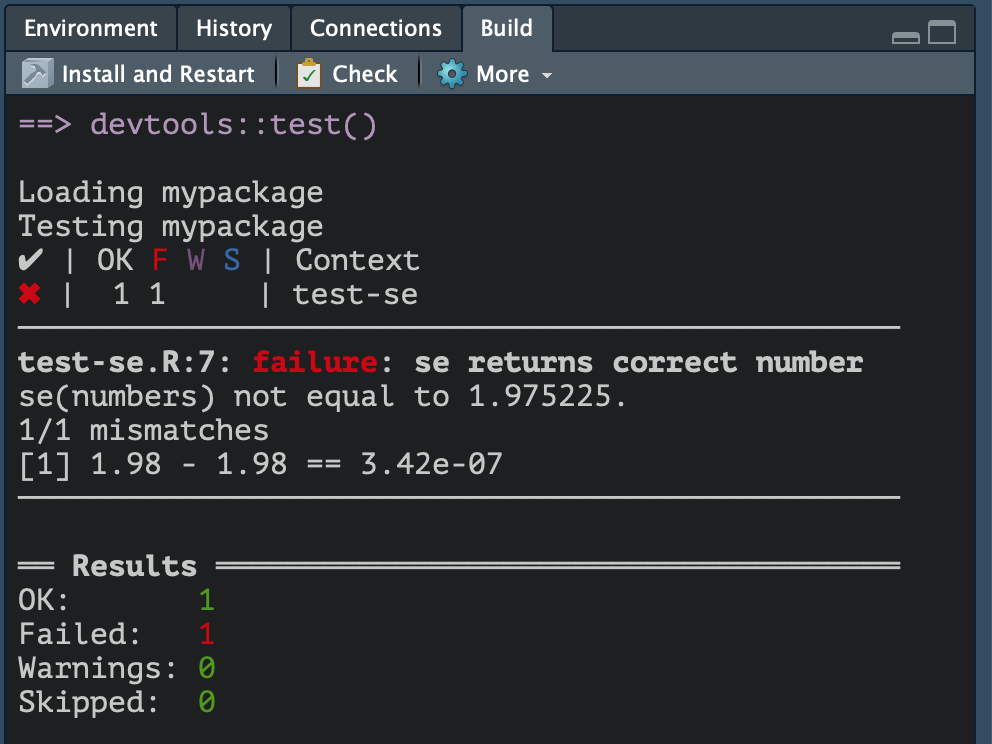 Environment History Connections Build
Install and Restart Check More
==> devtools::test()
Loading mypackage
Testing mypackage
✔ | OK F W S | Context
✖ | 1 1 | test-se
test-se.R:7: failure: se returns correct number
se(numbers) not equal to 1.975225.
1/1 mismatches
[1] 1.98 - 1.98 == 3.42e-07
══ Results ══
OK: 1
Failed: 1
Warnings: 0
Skipped: 0